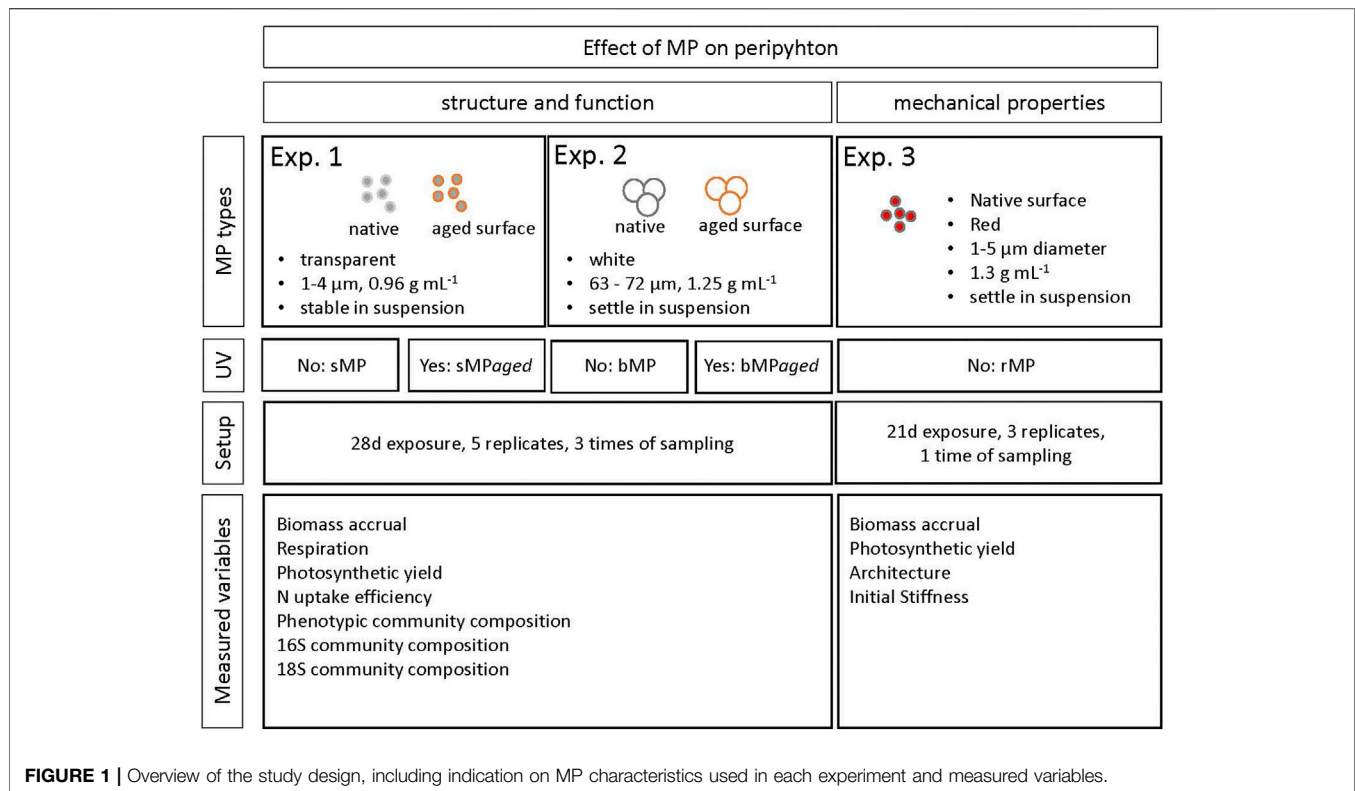 Effect of MP on peripyhton
structure and function
mechanical properties
MP types
Exp. 1
native
aged surface
• transparent
• 1-4 µm, 0.96 g mL⁻¹
• stable in suspension
Exp. 2
native
aged surface
• white
• 63 - 72 µm, 1.25 g mL⁻¹
• settle in suspension
Exp. 3
• Native surface
• Red
• 1-5 µm diameter
• 1.3 g mL⁻¹
• settle in suspension
UV
No: sMP
Yes: sMPaged
No: bMP
Yes: bMPaged
No: rMP
Setup
28d exposure, 5 replicates, 3 times of sampling
21d exposure, 3 replicates,
1 time of sampling
Measured variables
Biomass accrual
Respiration
Photosynthetic yield
N uptake efficiency
Phenotypic community composition
16S community composition
18S community composition
Biomass accrual
Photosynthetic yield
Architecture
Initial Stiffness
FIGURE 1 | Overview of the study design, including indication on MP characteristics used in each experiment and measured variables.